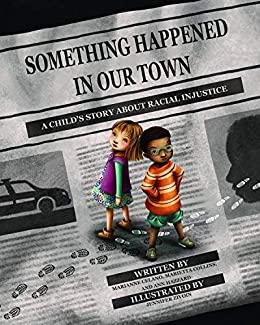 SOMETHING HAPPENED
IN OUR TOWN
A CHILD'S STORY ABOUT RACIAL INJUSTICE
WRITTEN BY
MARIANNE CELANO, MARIETTA COLLINS,
AND ANN HAZZARD
ILLUSTRATED BY
JENNIFER ZIVOIN